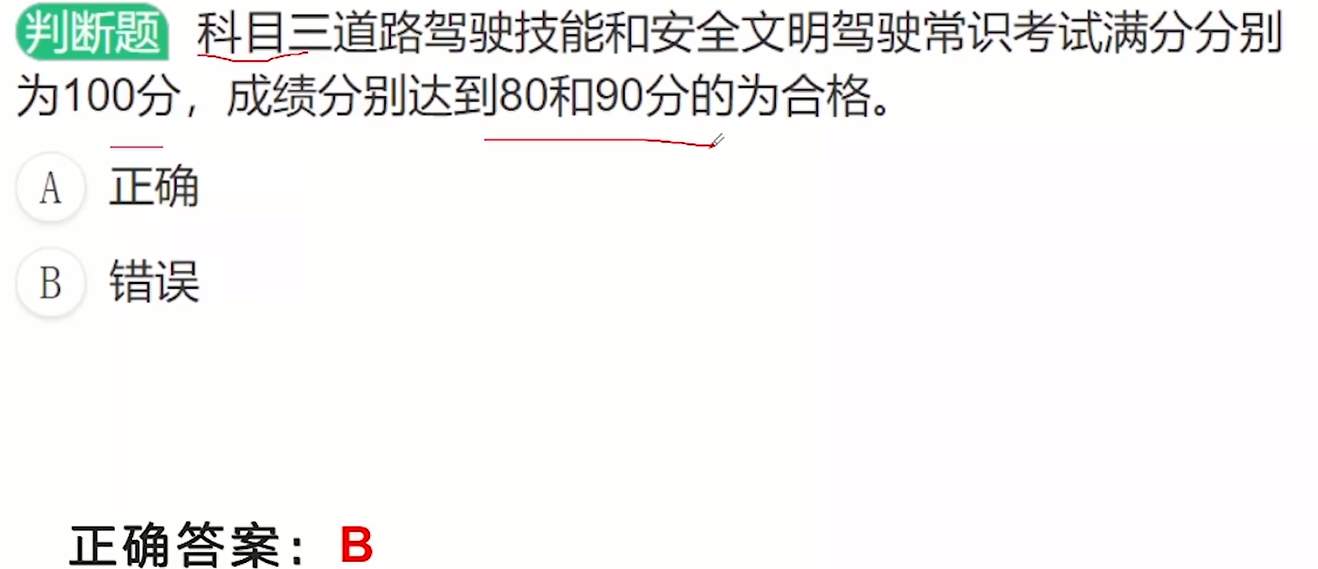 判断题 科目三道路驾驶技能和安全文明驾驶常识考试满分分别
为100分，成绩分别达到80和90分的为合格。
A 正确
B 错误
正确答案：B